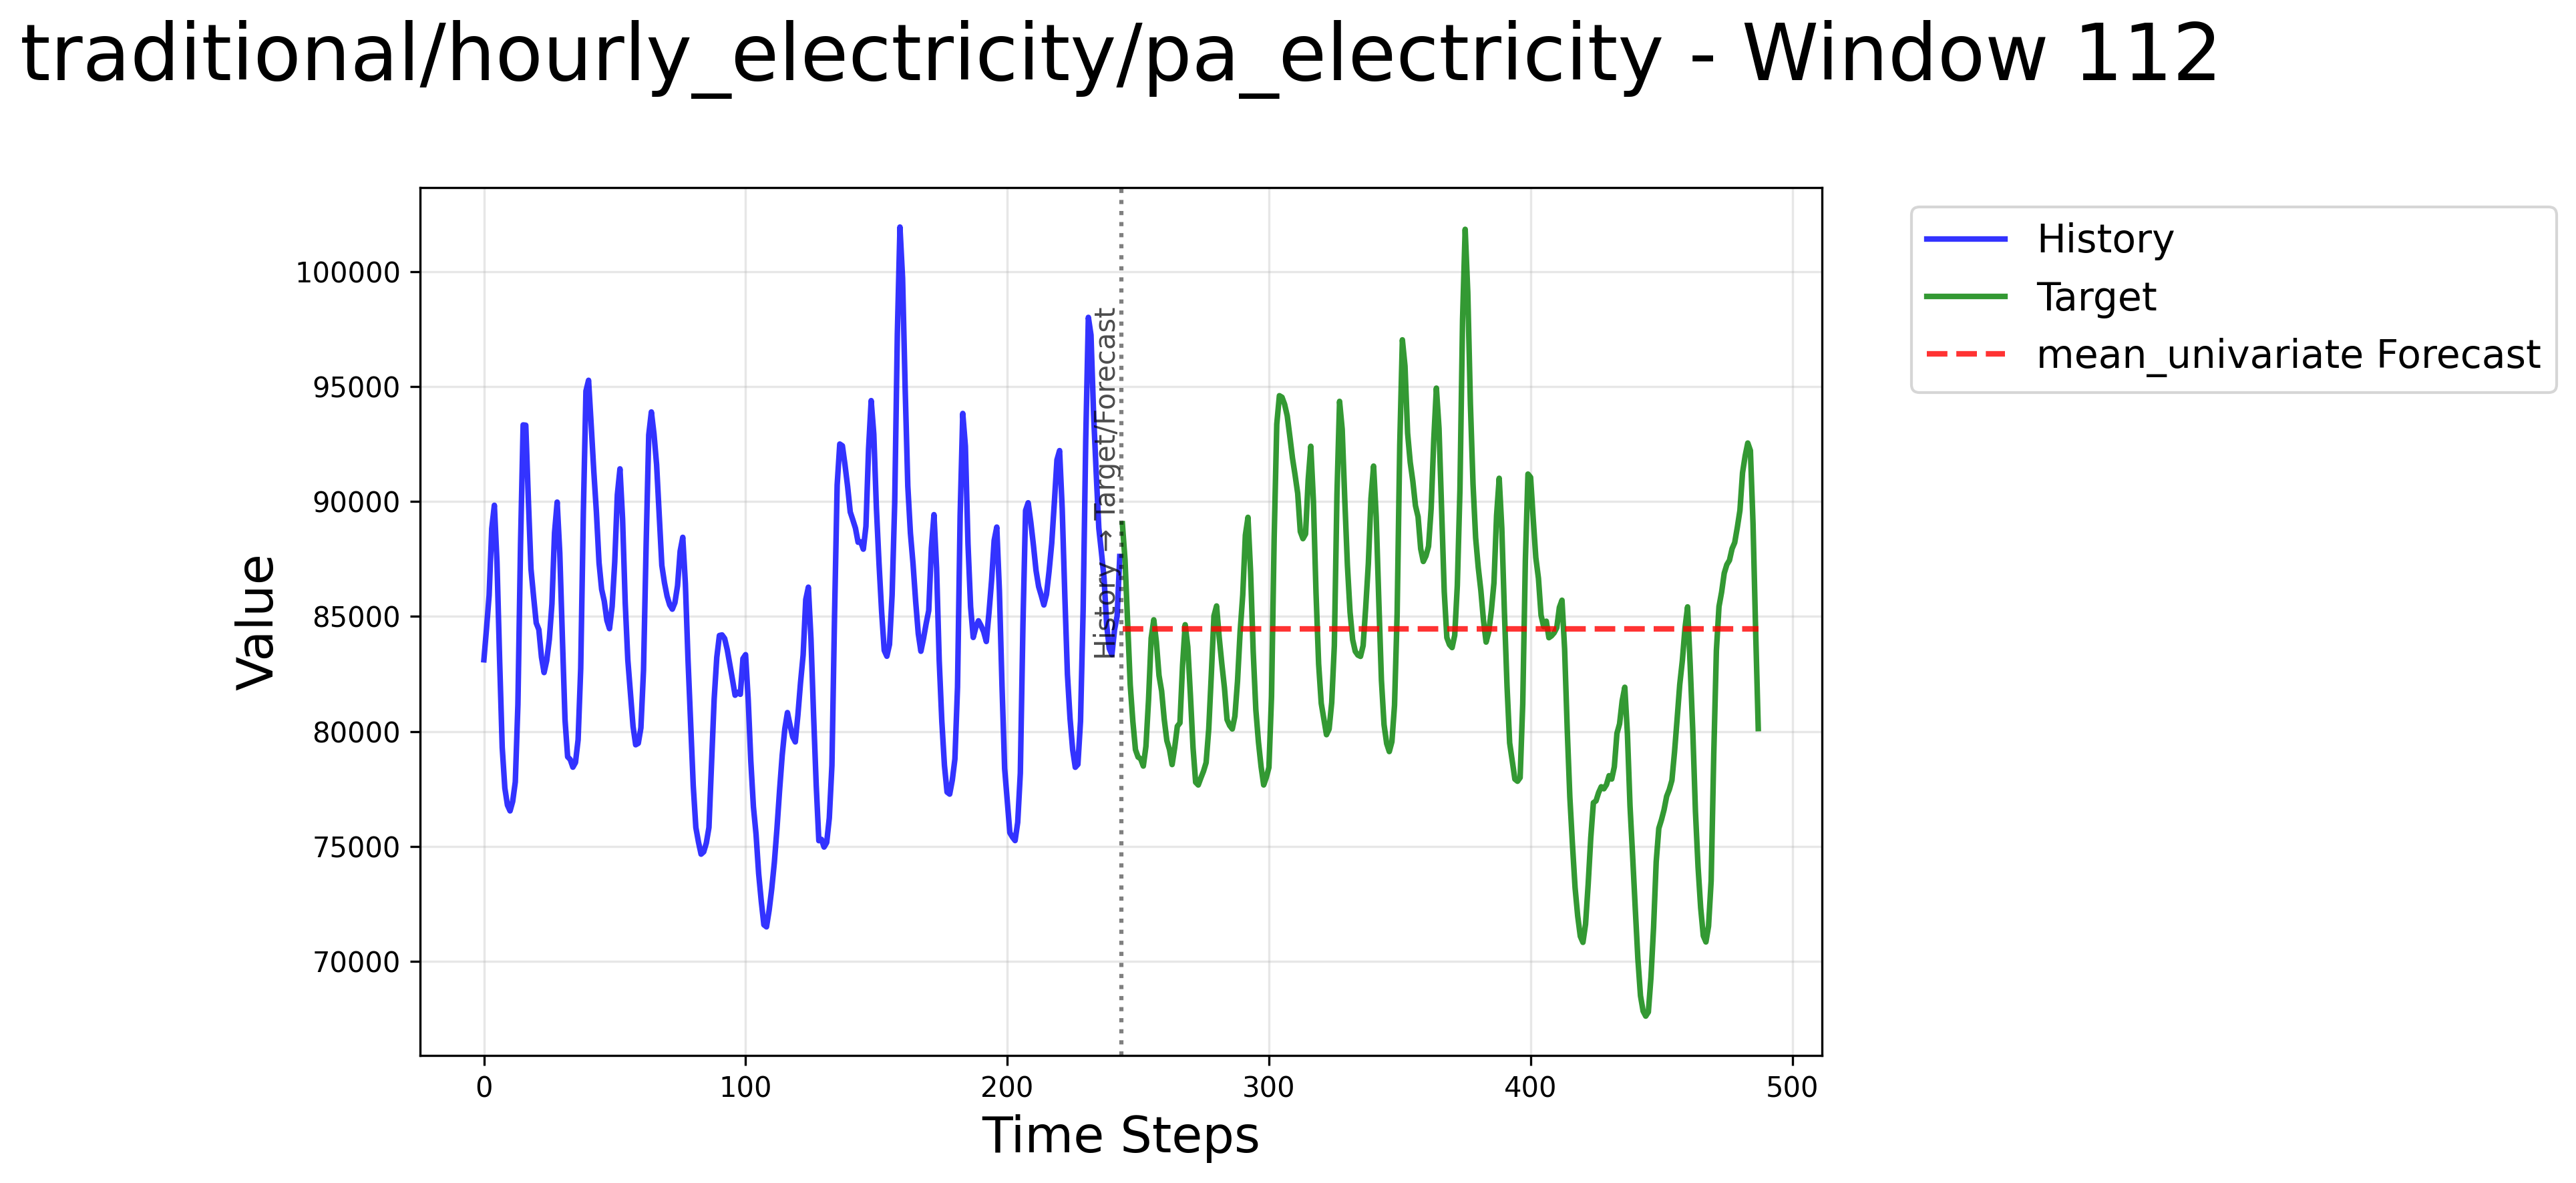 traditional/hourly_electricity/pa_electricity - Window 112
History
Target
mean_univariate Forecast
History → Target/Forecast
Value
100000
95000
90000
85000
80000
75000
70000
0
100
200
300
400
500
Time Steps